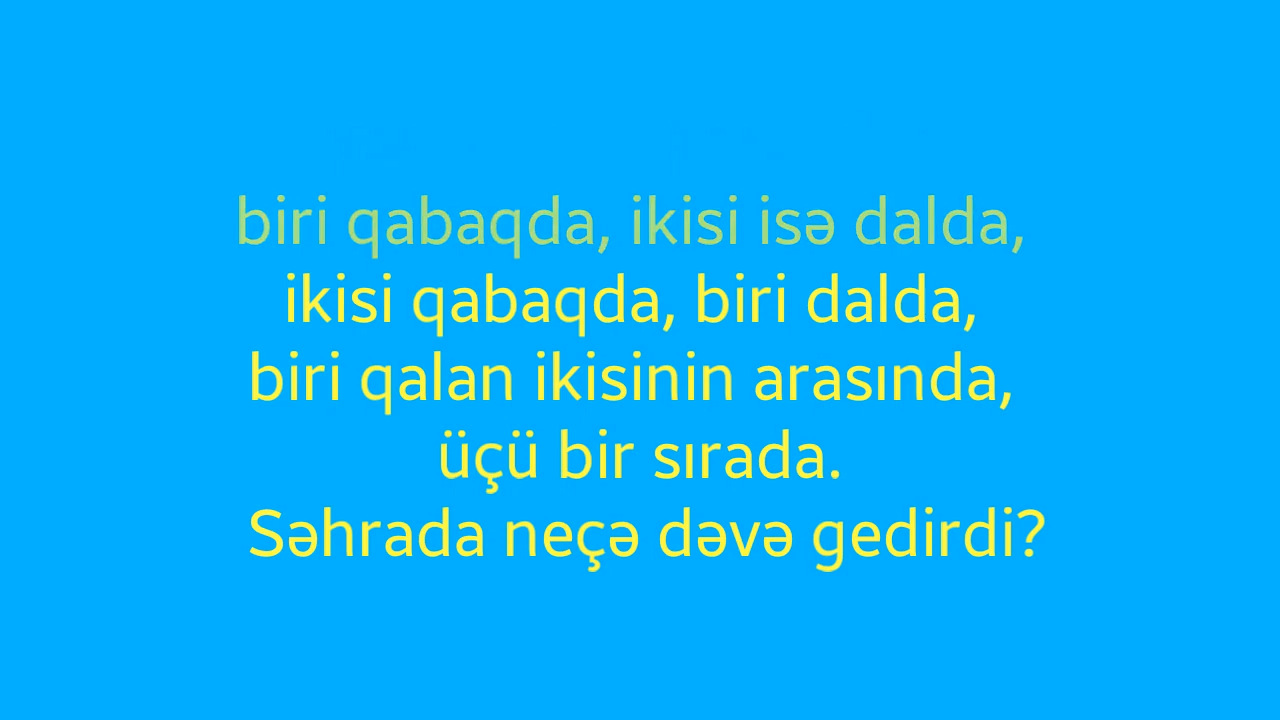 biri qabaqda, ikisi isə dalda,
ikisi qabaqda, biri dalda,
biri qalan ikisinin arasında,
üçü bir sırada.
Səhrada neçə dəvə gedirdi?